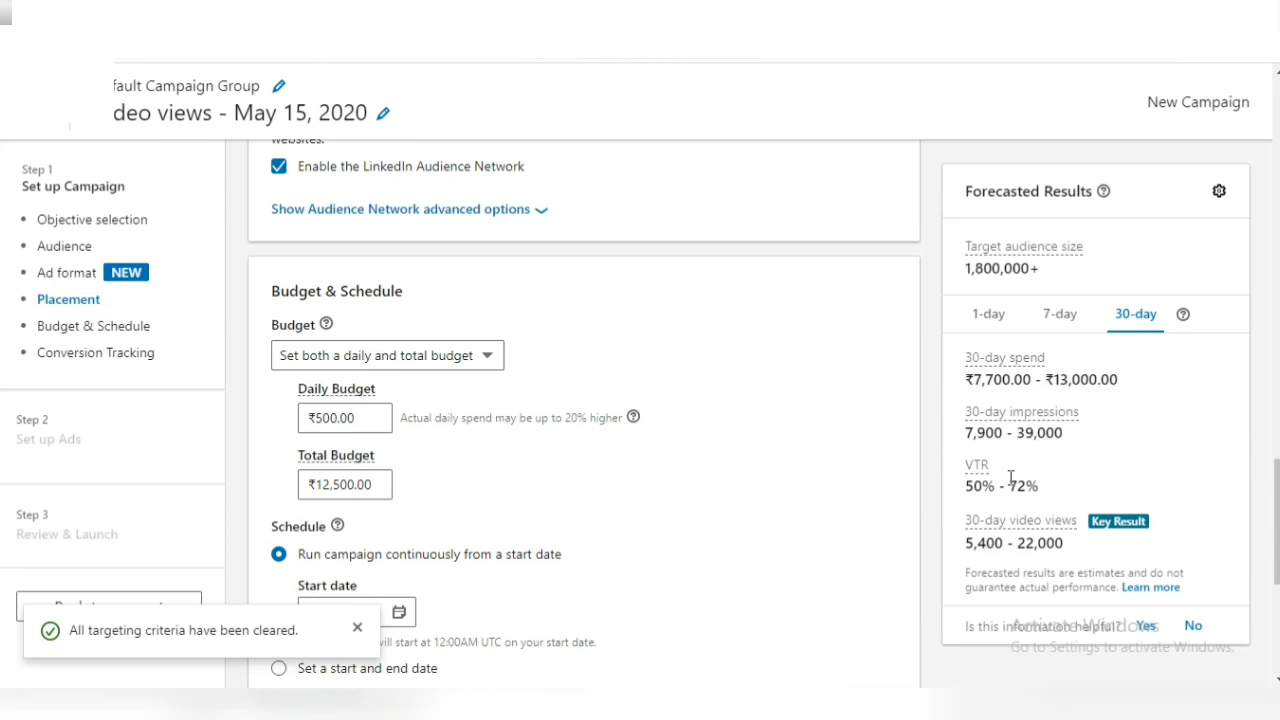 fault Campaign Group
deo views - May 15, 2020
New Campaign
Step 1
Set up Campaign
Objective selection
Audience
Ad format NEW
Placement
Budget & Schedule
Conversion Tracking
Step 2
Set up Ads
Step 3
Review & Launch
All targeting criteria have been cleared.
websites.
Enable the LinkedIn Audience Network
Show Audience Network advanced options
Budget & Schedule
Budget
Set both a daily and total budget
Daily Budget
₹500.00 Actual daily spend may be up to 20% higher
Total Budget
₹12,500.00
Schedule
Run campaign continuously from a start date
Start date
will start at 12:00AM UTC on your start date.
Set a start and end date
Forecasted Results
Target audience size
1,800,000+
1-day 7-day 30-day
30-day spend
₹7,700.00 - ₹13,000.00
30-day impressions
7,900 - 39,000
VTR
50% - 72%
30-day video views Key Result
5,400 - 22,000
Forecasted results are estimates and do not
guarantee actual performance. Learn more
Is this information helpful? Yes No
Activate Windows
Go to Settings to activate Windows.